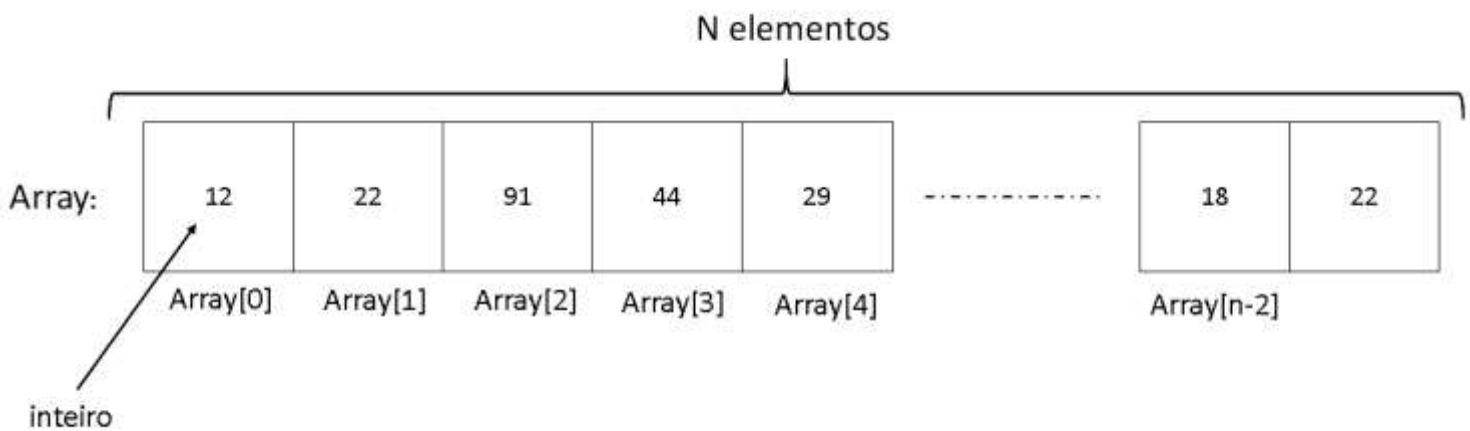 N elementos
Array: 12 22 91 44 29 18 22
Array[0] Array[1] Array[2] Array[3] Array[4] Array[n-2]
inteiro